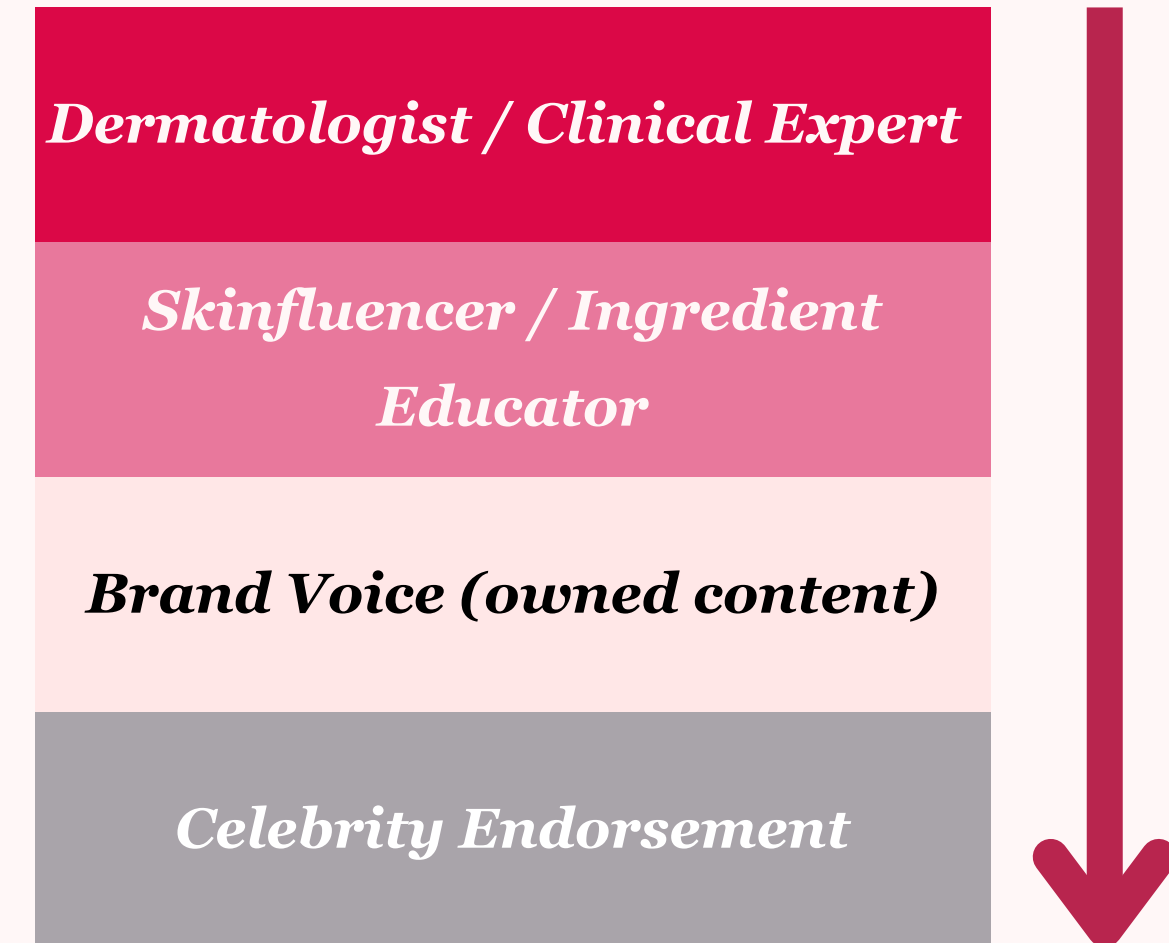 Dermatologist / Clinical Expert
Skinfluencer / Ingredient
Educator
Brand Voice (owned content)
Celebrity Endorsement